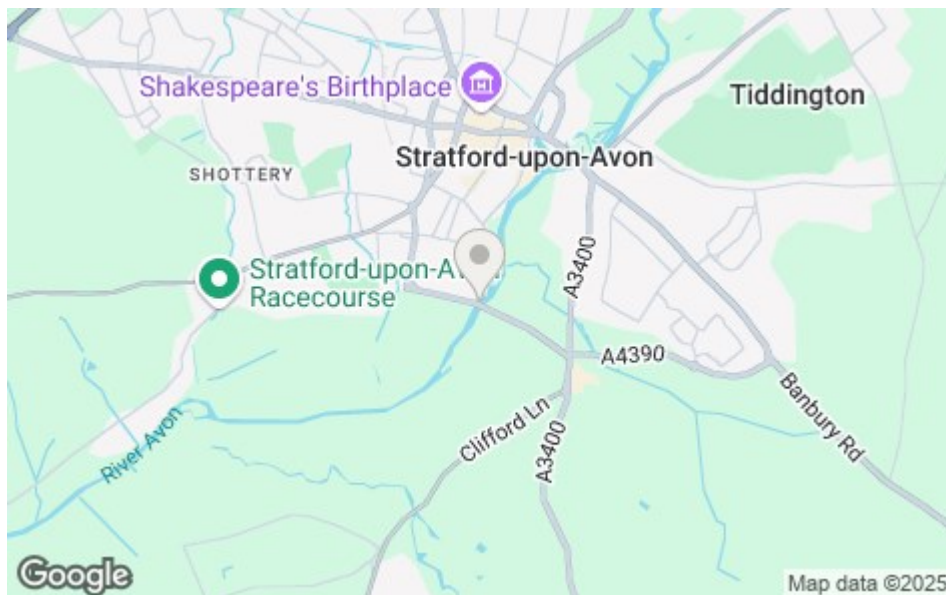 Shakespeare's Birthplace
Tiddington
Stratford-upon-Avon
SHOTTERY
Stratford-upon-Avon
Racecourse
A3400
A4390
Banbury Rd
Clifford Ln
A3400
River Avon
Google
Map data ©2025